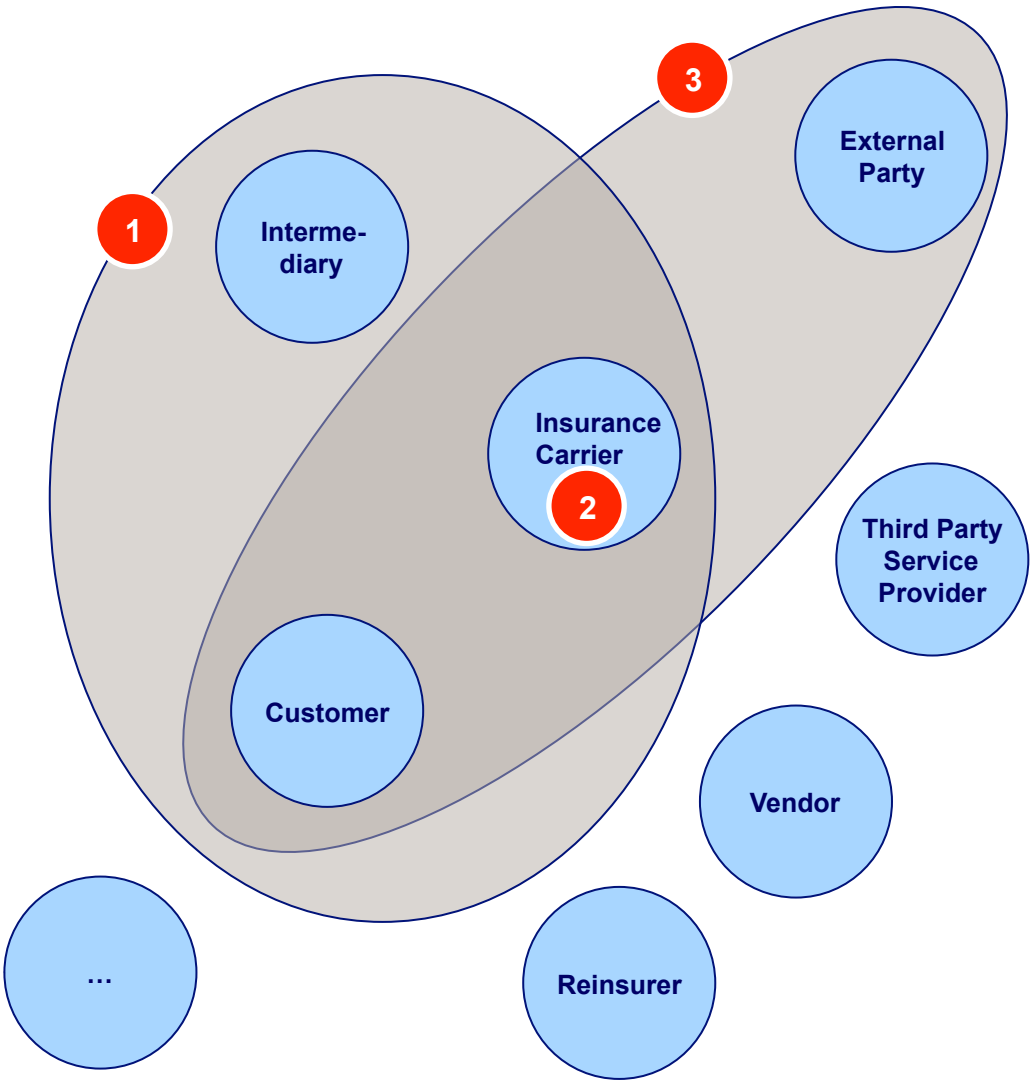 3
External
Party
1
Interme-
diary
Insurance
Carrier
2
Third Party
Service
Provider
Customer
Vendor
...
Reinsurer